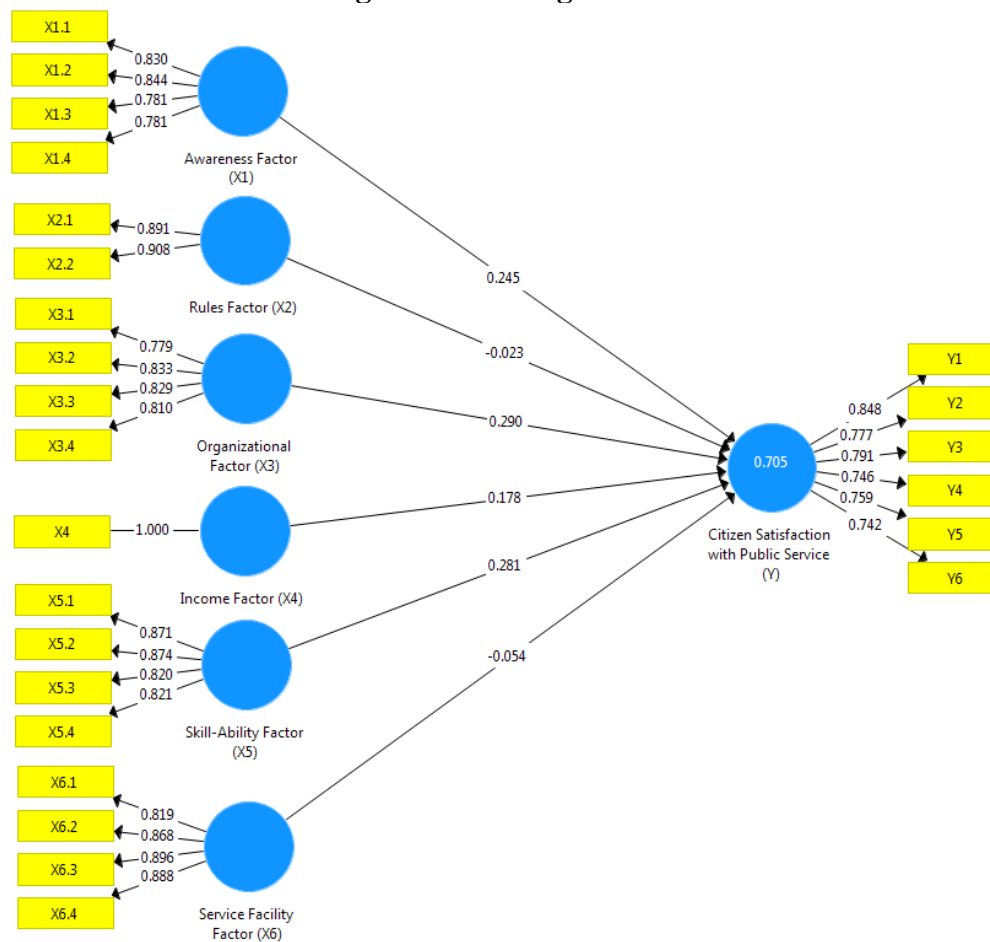 X1.1
X1.2
X1.3
X1.4
0.830
0.844
0.781
0.781
Awareness Factor
(X1)
X2.1
X2.2
0.891
0.908
Rules Factor (X2)
X3.1
X3.2
X3.3
X3.4
0.779
0.833
0.829
0.810
Organizational
Factor (X3)
X4
1.000
Income Factor (X4)
X5.1
X5.2
X5.3
X5.4
0.871
0.874
0.820
0.821
Skill-Ability Factor
(X5)
X6.1
X6.2
X6.3
X6.4
0.819
0.868
0.896
0.888
Service Facility
Factor (X6)
0.245
-0.023
0.290
0.178
0.281
-0.054
0.705
Citizen Satisfaction
with Public Service
(Y)
0.848
0.777
0.791
0.746
0.759
0.742
Y1
Y2
Y3
Y4
Y5
Y6